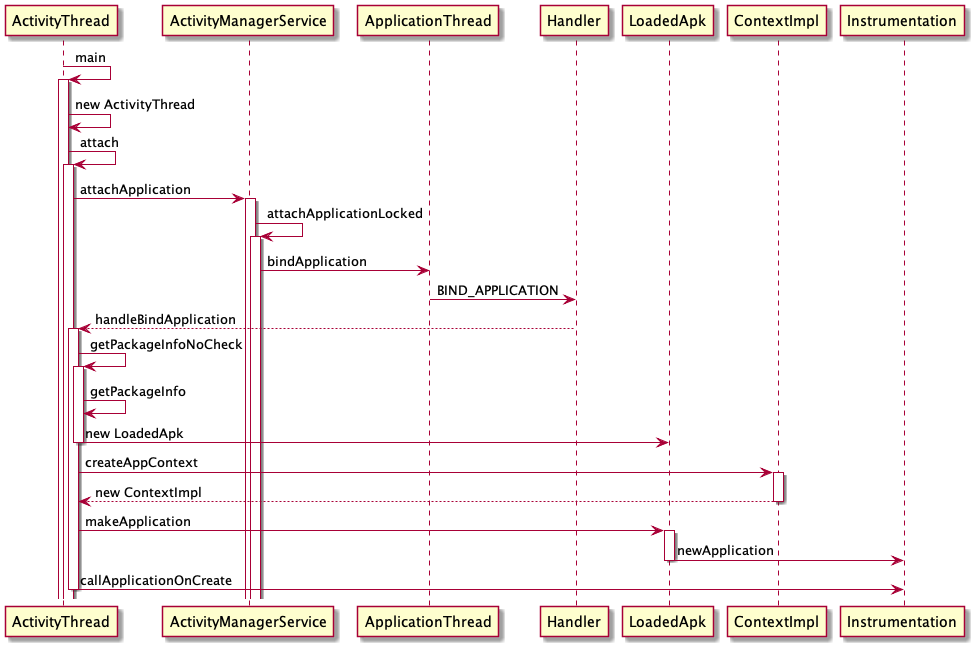 ActivityThread ActivityManagerService ApplicationThread Handler LoadedApk ContextImpl Instrumentation
main
new ActivityThread
attach
attachApplication
attachApplicationLocked
bindApplication
BIND_APPLICATION
handleBindApplication
getPackageInfoNoCheck
getPackageInfo
new LoadedApk
createAppContext
new ContextImpl
makeApplication
newApplication
callApplicationOnCreate
ActivityThread ActivityManagerService ApplicationThread Handler LoadedApk ContextImpl Instrumentation